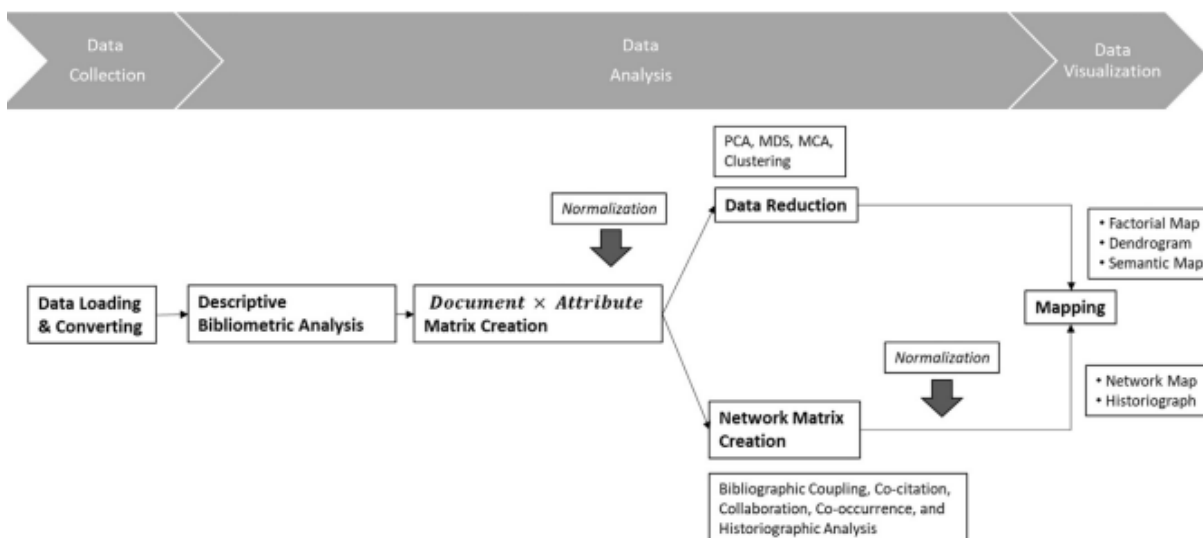 Data
Collection
Data
Analysis
Data
Visualization
PCA, MDS, MCA,
Clustering
Normalization
Data Reduction
• Factorial Map
• Dendrogram
• Semantic Map
Data Loading
& Converting
Descriptive
Bibliometric Analysis
Document × Attribute
Matrix Creation
Mapping
Normalization
• Network Map
• Historiograph
Network Matrix
Creation
Bibliographic Coupling, Co-citation,
Collaboration, Co-occurrence, and
Historiographic Analysis